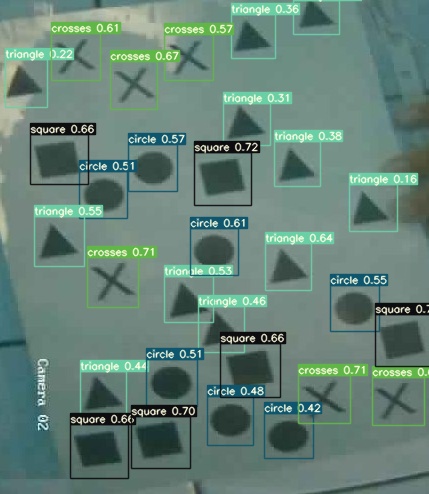 triangle 0.36
crosses 0.61
crosses 0.57
triangle 0.22
crosses 0.67
triangle 0.31
square 0.66
circle 0.57
triangle 0.38
square 0.72
circle 0.51
triangle 0.16
triangle 0.55
circle 0.61
triangle 0.64
crosses 0.71
triangle 0.53
circle 0.55
triangle 0.46
square
square 0.66
circle 0.51
triangle 0.44
crosses 0.71
crosses
circle 0.48
circle 0.42
square 0.66
square 0.70
Camera 02